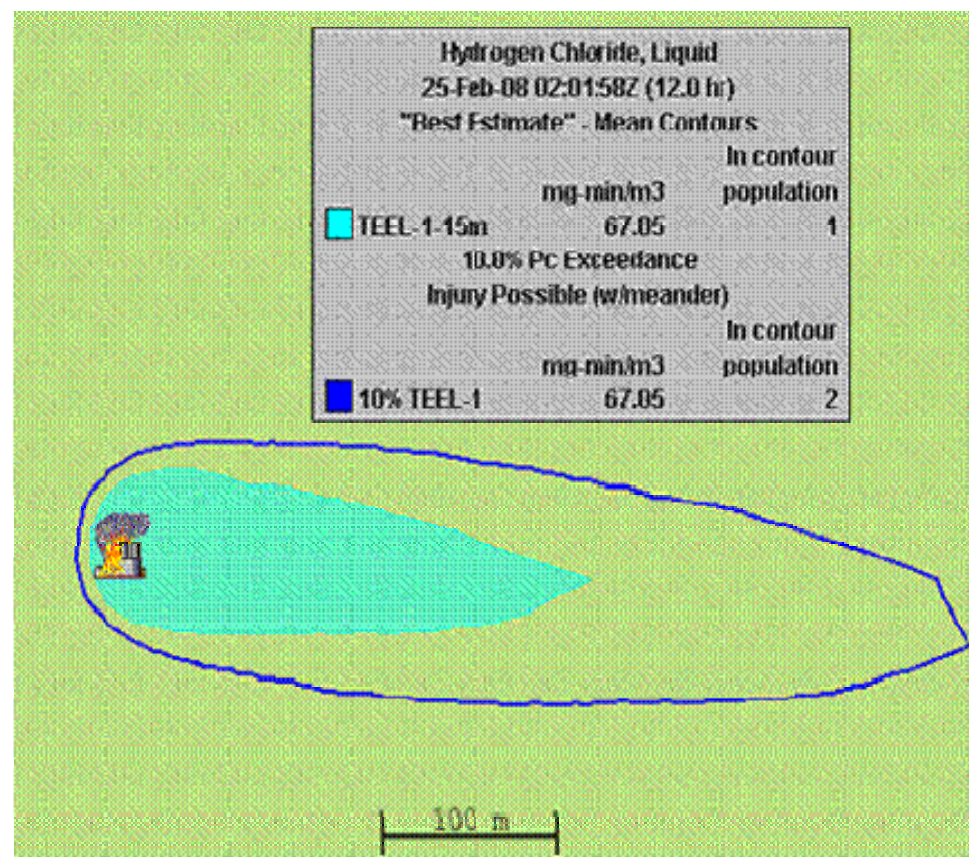 Hydrogen Chloride, Liquid
25-Feb-08 02:01:58Z (12.0 hr)
"Best Estimate" - Mean Contours
In contour
mg-min/m3 population
TEEL-1-15m 67.05 1
10.0% Pc Exceedance
Injury Possible (w/meander)
In contour
mg-min/m3 population
10% TEEL-1 67.05 2
100 m